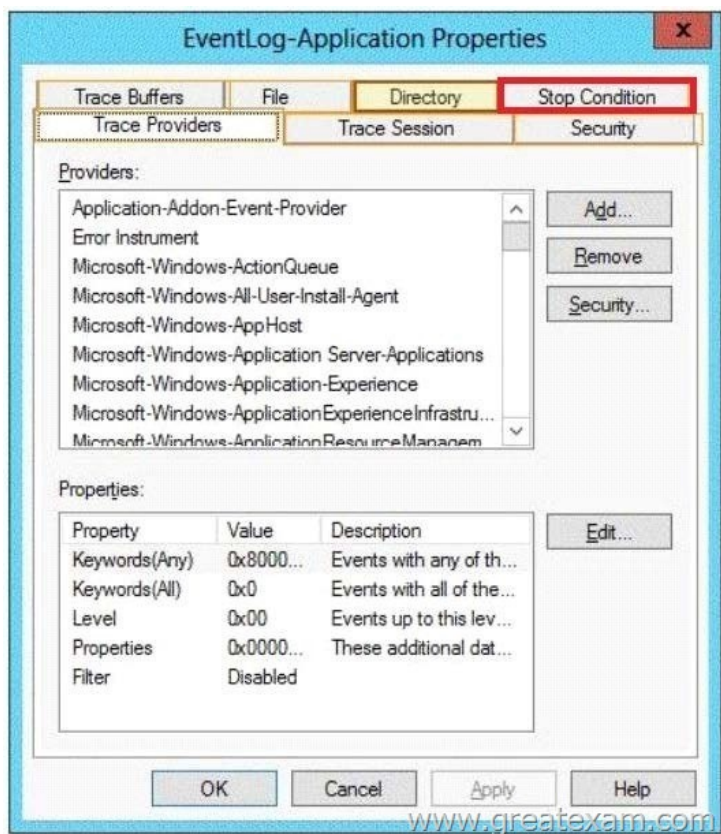 EventLog-Application Properties
x
Trace Buffers File Directory Stop Condition
Trace Providers Trace Session Security
Providers:
Application-Addon-Event-Provider
Error Instrument
Microsoft-Windows-ActionQueue
Microsoft-Windows-All-User-Install-Agent
Microsoft-Windows-AppHost
Microsoft-Windows-Application Server-Applications
Microsoft-Windows-Application-Experience
Microsoft-Windows-ApplicationExperienceInfrastru...
Microsoft-Windows-ApplicationResourceManagem
Add...
Remove
Security...
Properties:
Property Value Description
Keywords(Any) 0x8000... Events with any of th...
Keywords(All) 0x0 Events with all of the...
Level 0x00 Events up to this lev...
Properties 0x0000... These additional dat...
Filter Disabled
Edit...
OK Cancel Apply Help
www.greatexam.com